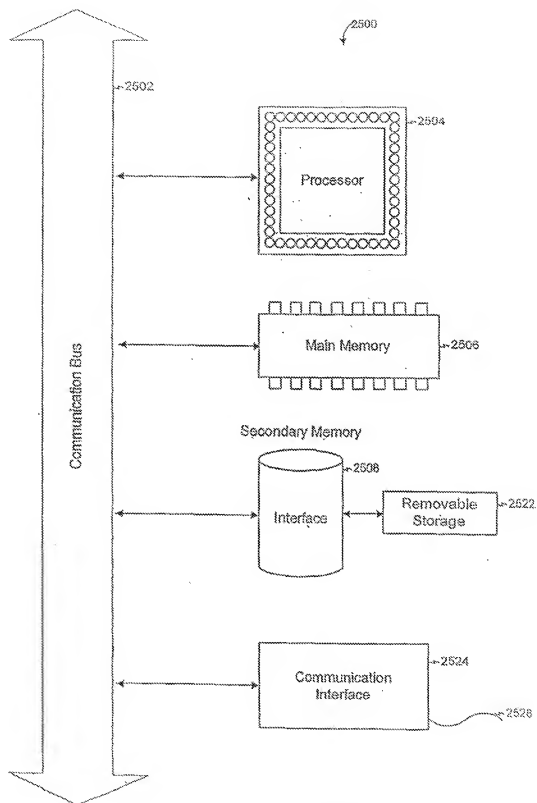 2500
2502
2504
Processor
Main Memory
2506
Secondary Memory
2508
Interface
Removable
Storage
2522
2524
Communication
Interface
2528
Communication Bus